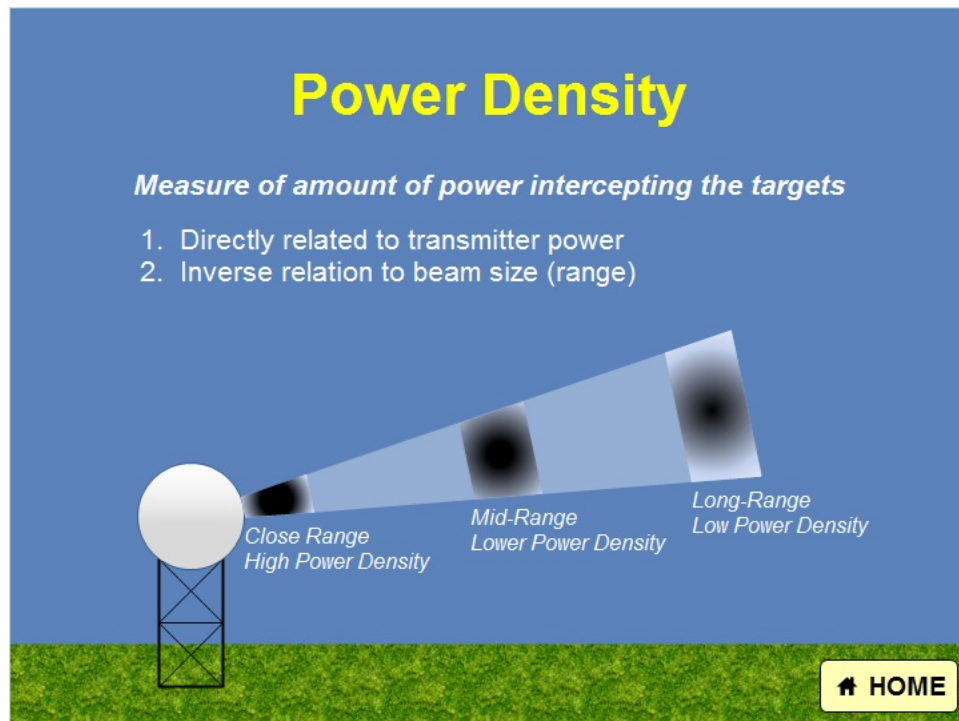 Power Density
Measure of amount of power intercepting the targets
1. Directly related to transmitter power
2. Inverse relation to beam size (range)
Close Range
High Power Density
Mid-Range
Lower Power Density
Long-Range
Low Power Density
HOME